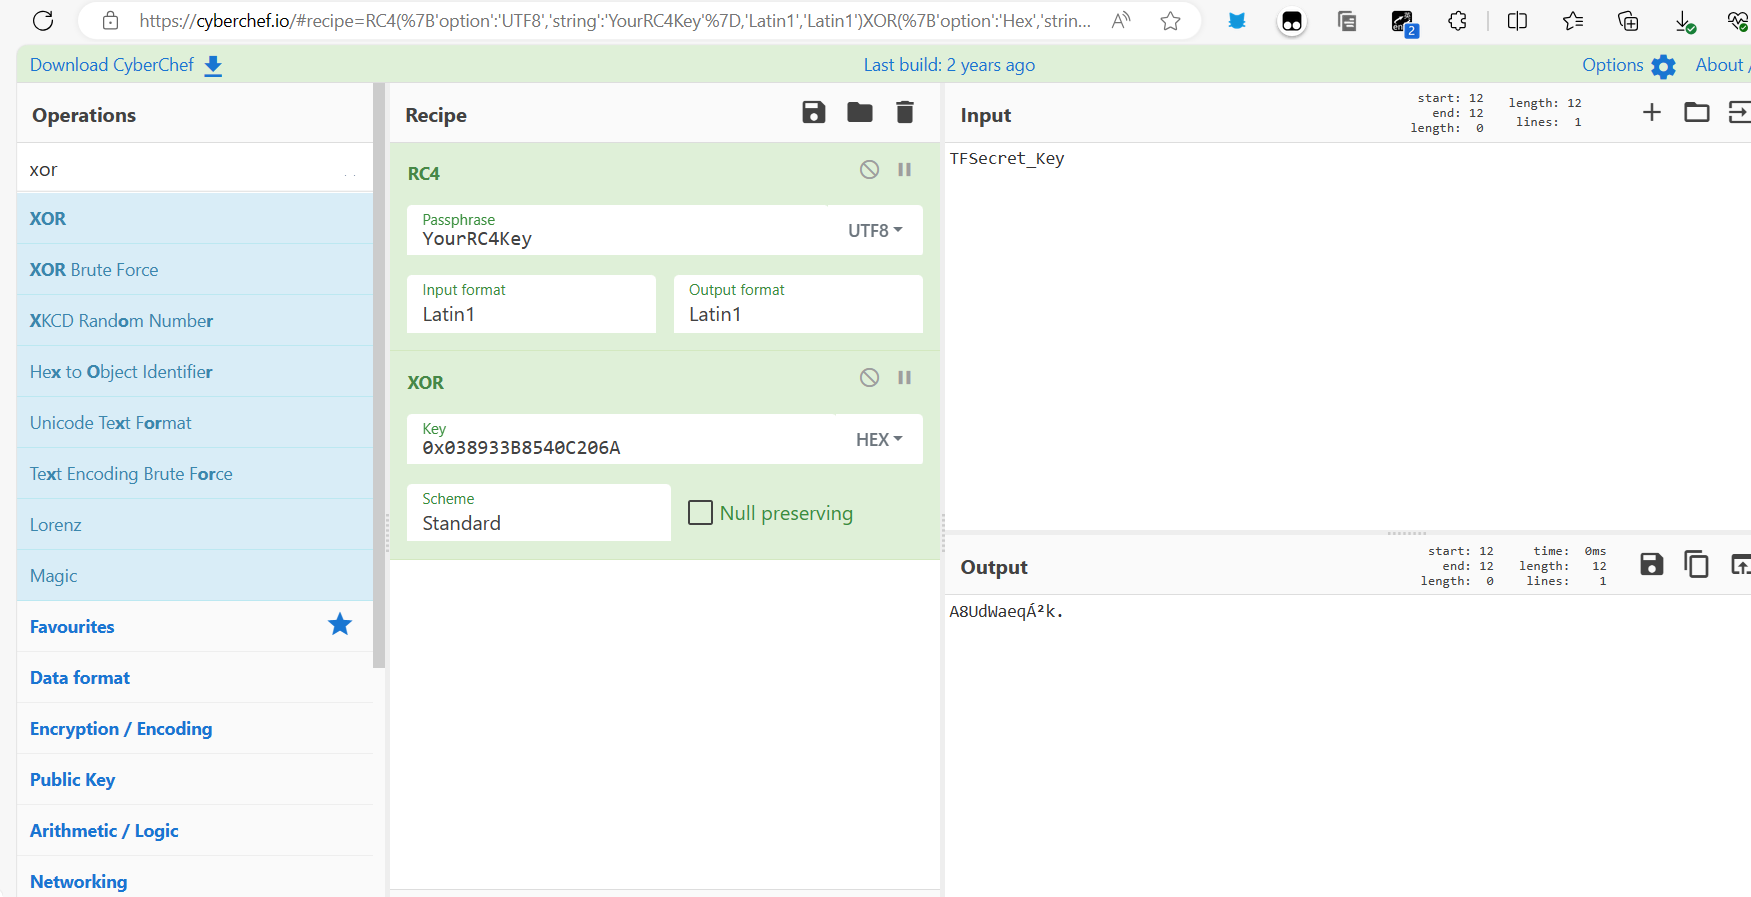 https://cyberchef.io/#recipe=RC4(%7B'option':'UTF8','string':'YourRC4Key'%7D,'Latin1','Latin1')XOR(%7B'option':'Hex','strin...
2
Download CyberChef
Last build: 2 years ago
Options
About /
Operations
xor
XOR
XOR Brute Force
XKCD Random Number
Hex to Object Identifier
Unicode Text Format
Text Encoding Brute Force
Lorenz
Magic
Favourites
Data format
Encryption / Encoding
Public Key
Arithmetic / Logic
Networking
Recipe
RC4
Passphrase
YourRC4Key
UTF8
Input format
Latin1
Output format
Latin1
XOR
Key
0x038933B8540C206A
HEX
Scheme
Standard
Null preserving
Input
start: 12
end: 12
length: 0
length: 12
lines: 1
TFSecret_Key
Output
start: 12
end: 12
length: 0
time: 0ms
length: 12
lines: 1
A8UdWaeqÁ²k.